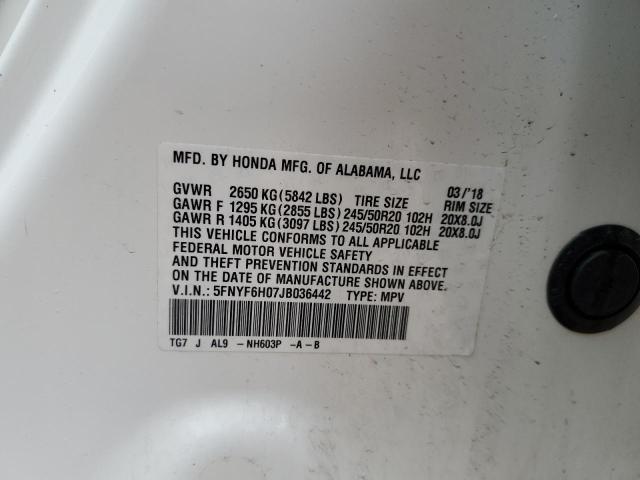 MFD. BY HONDA MFG. OF ALABAMA, LLC
03/'18
GVWR 2650 KG(5842 LBS) TIRE SIZE RIM SIZE
GAWR F 1295 KG(2855 LBS) 245/50R20 102H 20X8.0J
GAWR R 1405 KG(3097 LBS) 245/50R20 102H 20X8.0J
THIS VEHICLE CONFORMS TO ALL APPLICABLE
FEDERAL MOTOR VEHICLE SAFETY
AND THEFT PREVENTION STANDARDS IN EFFECT
ON THE DATE OF MANUFACTURE SHOWN ABOVE.
V.I.N.: 5FNYF6H07JB036442 TYPE: MPV
TG7 J AL9 -NH603P -A-B